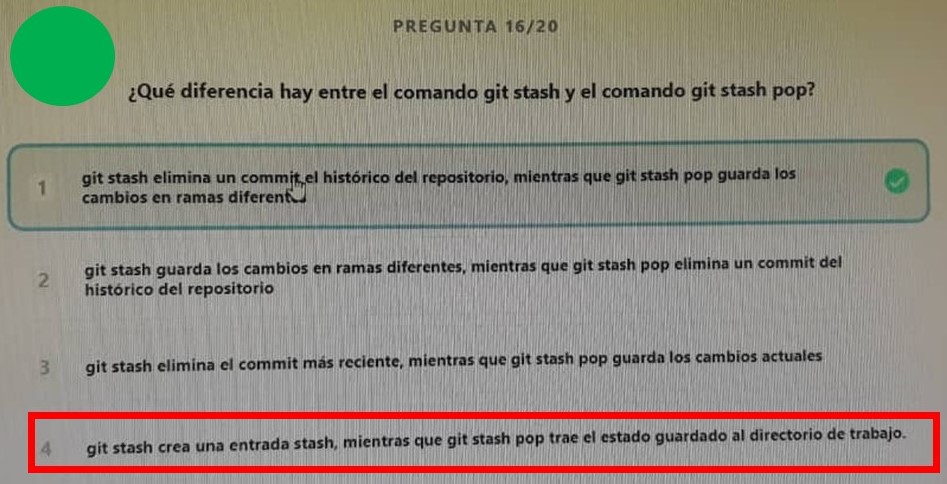 PREGUNTA 16/20
¿Qué diferencia hay entre el comando git stash y el comando git stash pop?
1
git stash elimina un commit el histórico del repositorio, mientras que git stash pop guarda los
cambios en ramas
2
git stash guarda los cambios en ramas diferentes, mientras que git stash pop elimina un commit del
histórico del repositorio
3
git stash elimina el commit más reciente, mientras que git stash pop guarda los cambios actuales
4
git stash crea una entrada stash, mientras que git stash pop trae el estado guardado al directorio de trabajo.